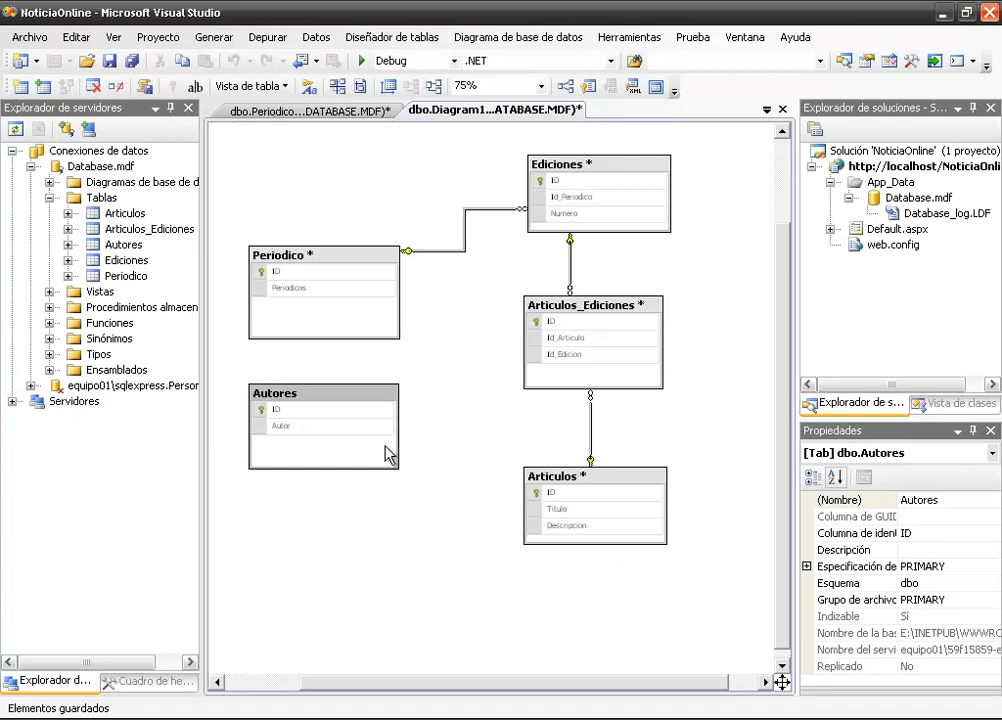 NoticiaOnline - Microsoft Visual Studio
Archivo Editar Ver Proyecto Generar Depurar Datos Diseñador de tablas Diagrama de base de datos Herramientas Prueba Ventana Ayuda
Debug .NET
Vista de tabla 75%
Explorador de servidores
Conexiones de datos
Database.mdf
Diagramas de base de d
Tablas
Articulos
Articulos_Ediciones
Autores
Ediciones
Periodico
Vistas
Procedimientos almacen
Funciones
Sinónimos
Tipos
Ensamblados
equipo01\sqlexpress.Person
Servidores
Explorador d...
Cuadro de he...
dbo.Periodico...DATABASE.MDF)*
dbo.Diagram1...ATABASE.MDF)*
Ediciones *
ID
Id_Periodico
Numero
Periodico *
ID
Periodicos
Articulos_Ediciones *
ID
Id_Articulo
Id_Edicion
Autores
ID
Autor
Articulos *
ID
Titulo
Descripcion
Explorador de soluciones - S...
Solución 'NoticiaOnline' (1 proyecto)
http://localhost/NoticiaOnli
App_Data
Database.mdf
Database_log.LDF
Default.aspx
web.config
Explorador de s...
Vista de clases
Propiedades
[Tab] dbo.Autores
(Nombre) Autores
Columna de GUID
Columna de ident ID
Descripción
Especificación de PRIMARY
Esquema dbo
Grupo de archivo PRIMARY
Indizable Sí
Nombre de la bas E:\INETPUB\WWWRO
Nombre del servi equipo01\59f15859-e
Replicado No
Elementos guardados